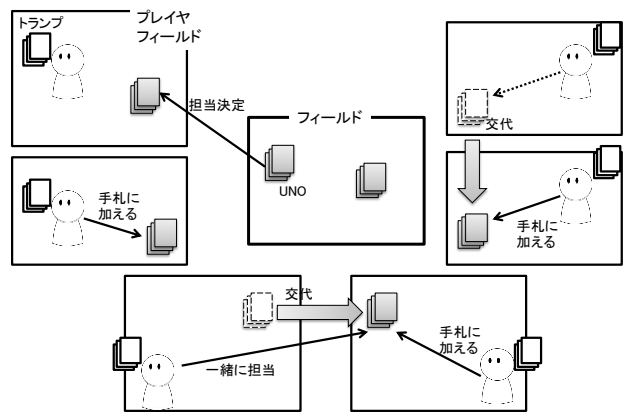 トランプ
プレイヤ
フィールド
担当決定
フィールド
UNO
交代
手札に
加える
手札に
加える
交代
一緒に担当
手札に
加える